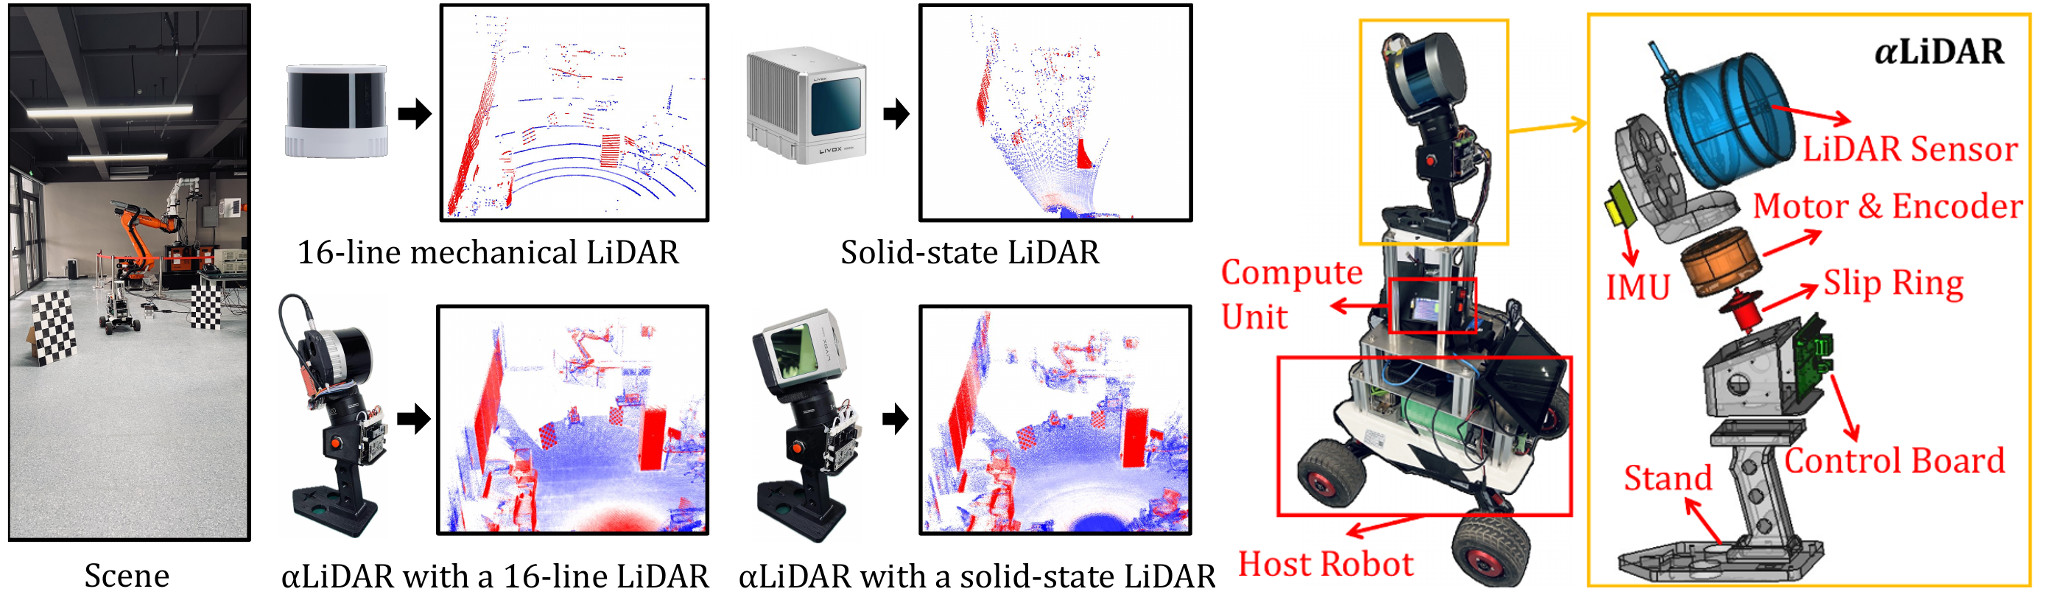 LIVOX
16-line mechanical LiDAR
Solid-state LiDAR
Scene
αLiDAR with a 16-line LiDAR
αLiDAR with a solid-state LiDAR
Compute
Unit
Host Robot
αLiDAR
LiDAR Sensor
Motor & Encoder
IMU
Slip Ring
Control Board
Stand